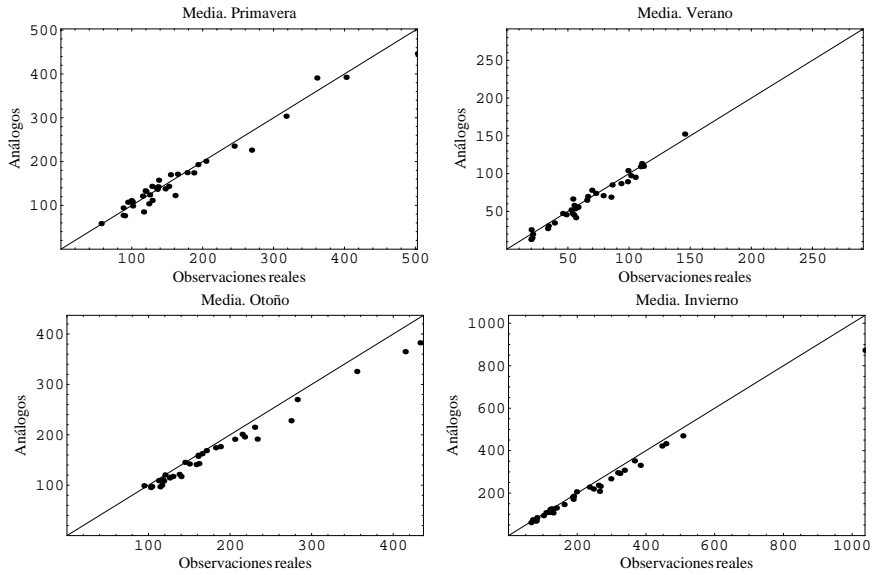 Media. Primavera
500
400
300
200
100
Análogos
100 200 300 400 500
Observaciones reales
Media. Verano
250
200
150
100
50
Análogos
50 100 150 200 250
Observaciones reales
Media. Otoño
400
300
200
100
Análogos
100 200 300 400
Observaciones reales
Media. Invierno
1000
800
600
400
200
Análogos
200 400 600 800 1000
Observaciones reales